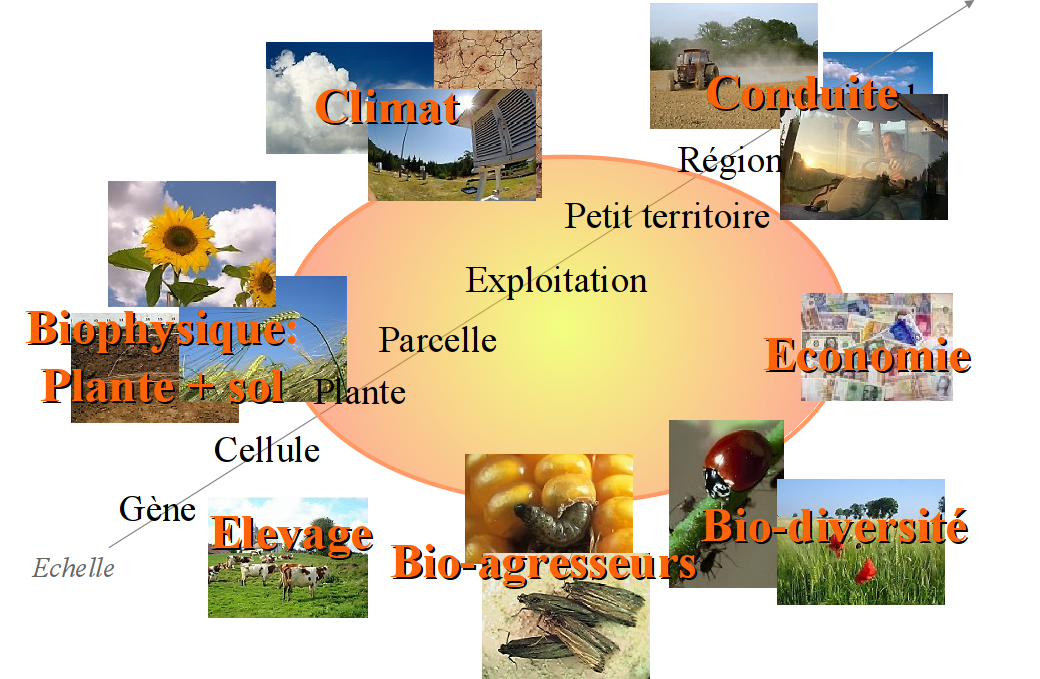 Climat
Conduite
Région
Petit territoire
Exploitation
Biophysique:
Plante + sol
Parcelle
Economie
Plante
Cellule
Gène
Elevage
Bio-diversité
Bio-agresseurs
Echelle